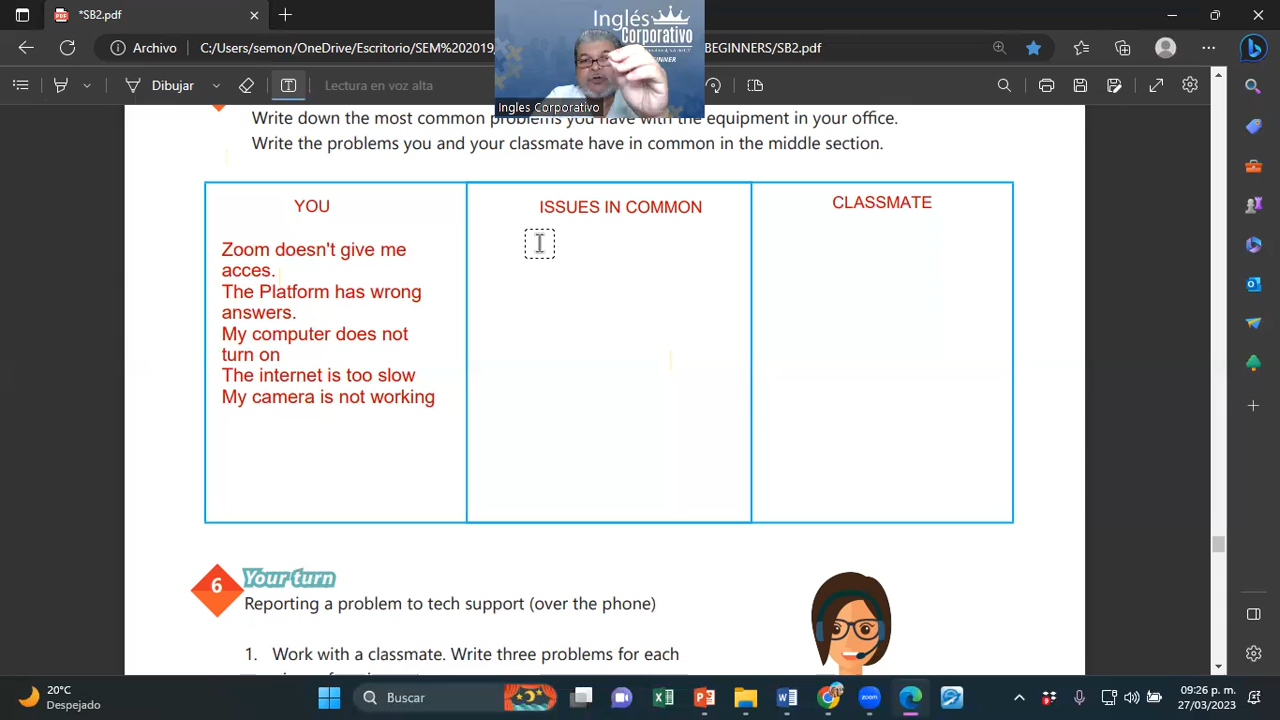 *SB2.pdf
Archivo
C:/Users/semon/OneDrive/Escritorio/SEM%202019,
BEGINNERS/SB2.pdf
Dibujar
Lectura en voz alta
Inglés
Corporativo
Ingles Corporativo
Write down the most common problems you have with the equipment in your office.
Write the problems you and your classmate have in common in the middle section.
YOU
ISSUES IN COMMON
CLASSMATE
Zoom doesn't give me
acces.
The Platform has wrong
answers.
My computer does not
turn on
The internet is too slow
My camera is not working
6
Your turn
Reporting a problem to tech support (over the phone)
1. Work with a classmate. Write three problems for each
20°C
Despejado
Buscar
zoom
09:26 p. m.
27/03/2023